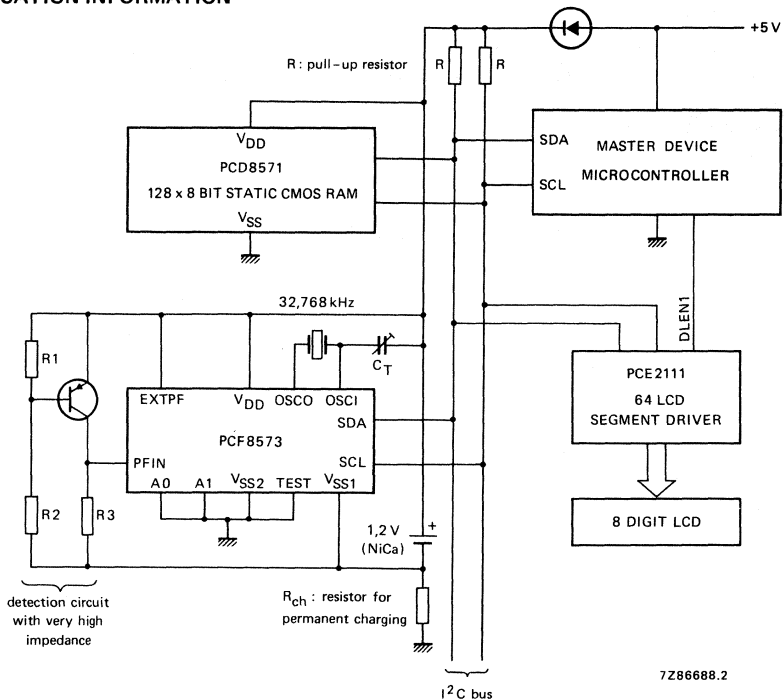 CATION INFORMATION
+5 V
R : pull-up resistor
R
R
VDD
PCD8571
128 x 8 BIT STATIC CMOS RAM
VSS
SDA
MASTER DEVICE
MICROCONTROLLER
SCL
32,768 kHz
DLEN1
R1
CT
EXTPF
VDD
OSCO
OSCI
SDA
PCF8573
PCE2111
64 LCD
SEGMENT DRIVER
PFIN
SCL
A0
A1
VSS2
TEST
VSS1
R2
R3
1,2 V
(NiCa)
+
8 DIGIT LCD
detection circuit
with very high
impedance
Rch : resistor for
permanent charging
7Z86688.2
I2C bus